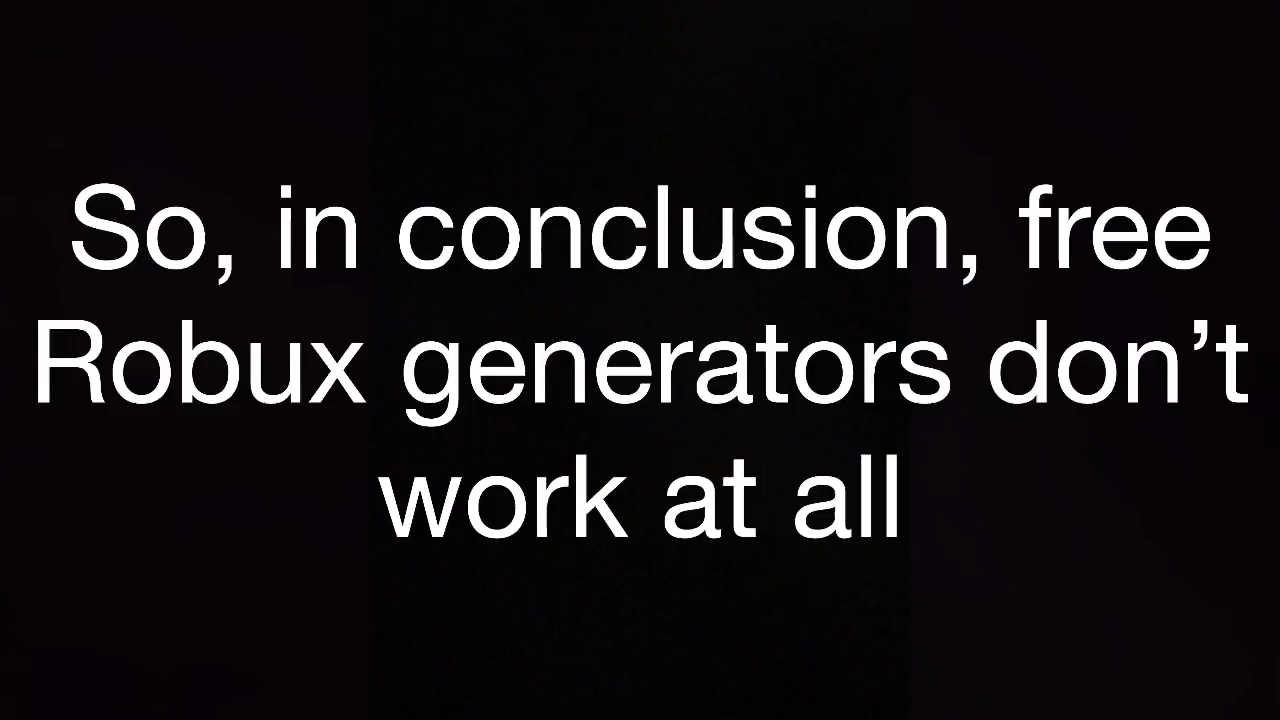 So, in conclusion, free
Robux generators don’t
work at all